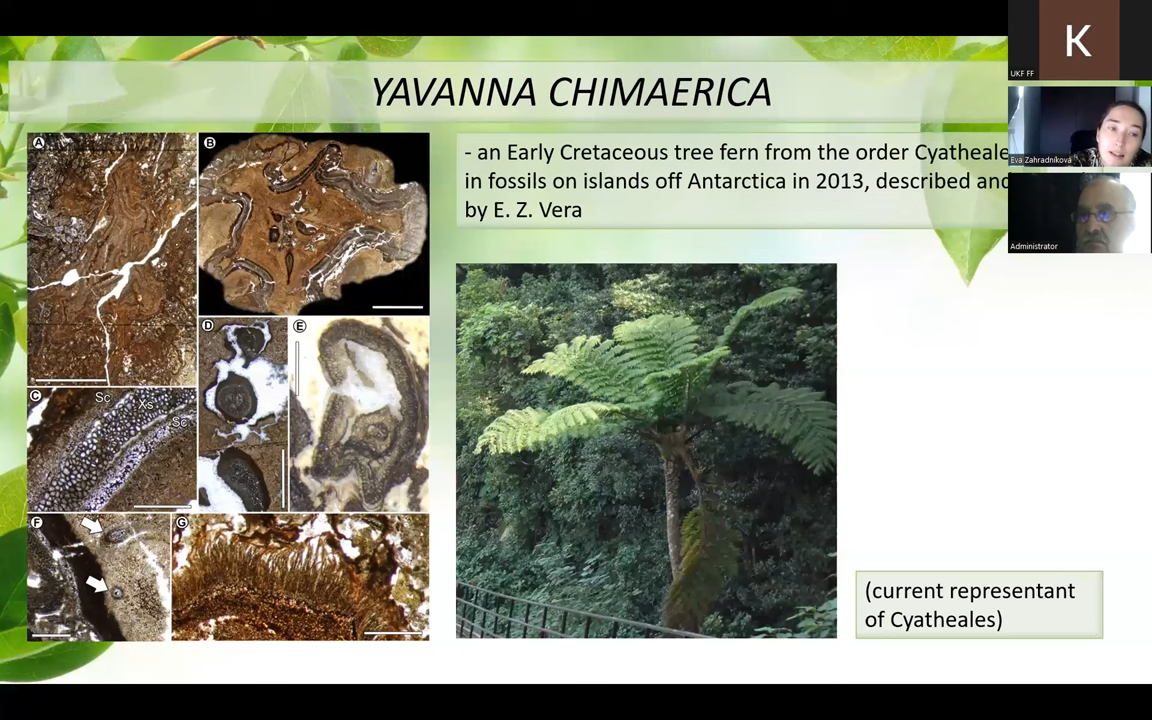 YAVANNA CHIMAERICA
- an Early Cretaceous tree fern from the order
in fossils on islands off Antarctica in 2013, described and
by E. Z. Vera
A
B
C
Sc
Xs
Sc
D
E
F
G
(current representant
of Cyatheales)
K
UKF FF
Eva Zahradníková
Administrator